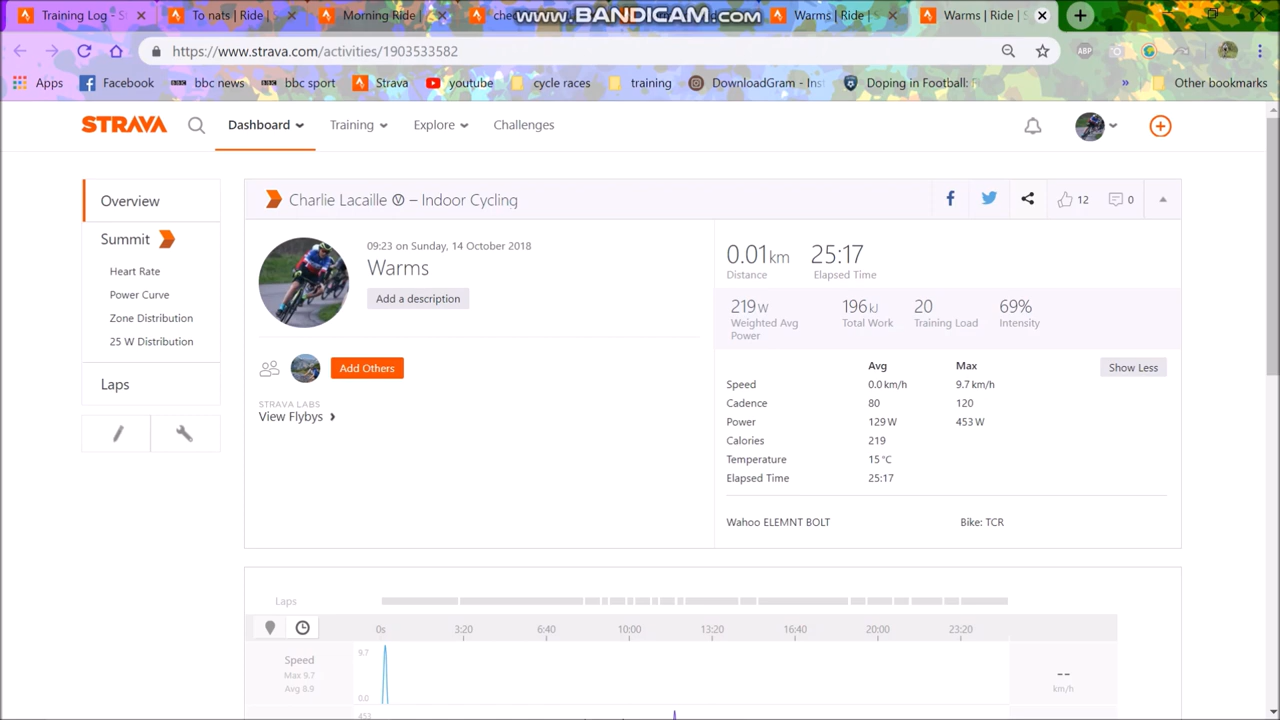 Training Log -
To nats | Ride |
Morning Ride |
chec
www.BANDICAM.com
Warms | Ride |
Warms | Ride |
https://www.strava.com/activities/1903533582
ABP
Apps
Facebook
bbc news
bbc sport
Strava
youtube
cycle races
training
DownloadGram - Inst
Doping in Football:
»
Other bookmarks
STRAVA
Dashboard
Training
Explore
Challenges
Overview
Summit
Heart Rate
Power Curve
Zone Distribution
25 W Distribution
Laps
Charlie Lacaille – Indoor Cycling
12
0
09:23 on Sunday, 14 October 2018
Warms
Add a description
Add Others
STRAVA LABS
View Flybys
0.01km
25:17
Distance
Elapsed Time
219W
196kJ
20
69%
Weighted Avg Power
Total Work
Training Load
Intensity
Avg
Max
Show Less
Speed 0.0 km/h 9.7 km/h
Cadence 80 120
Power 129 W 453 W
Calories 219
Temperature 15 °C
Elapsed Time 25:17
Wahoo ELEMNT BOLT
Bike: TCR
Laps
0s 3:20 6:40 10:00 13:20 16:40 20:00 23:20
Speed
Max 9.7
Avg 8.9
9.7
0.0
--
km/h
453